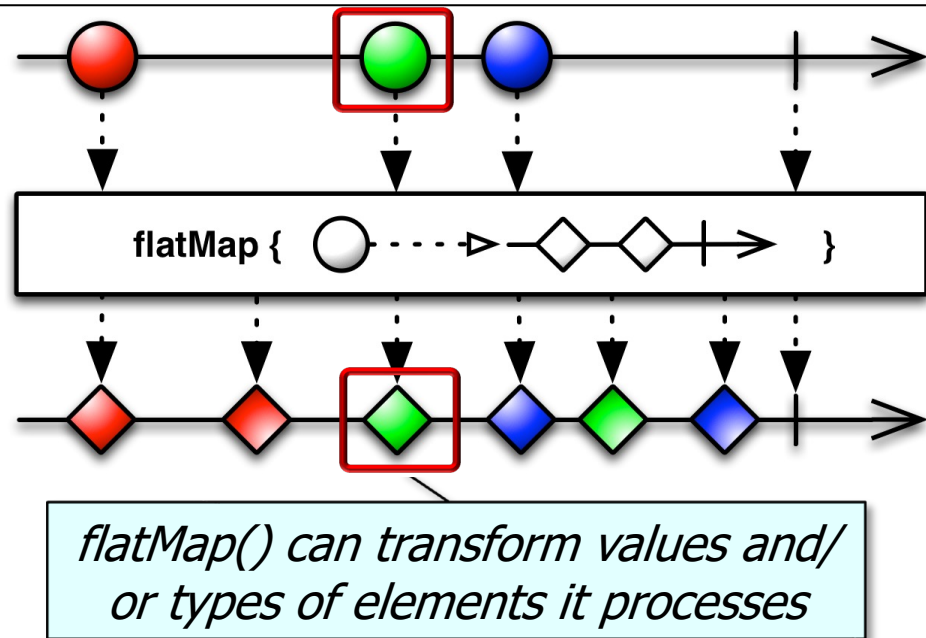 flatMap { }
flatMap() can transform values and/
or types of elements it processes